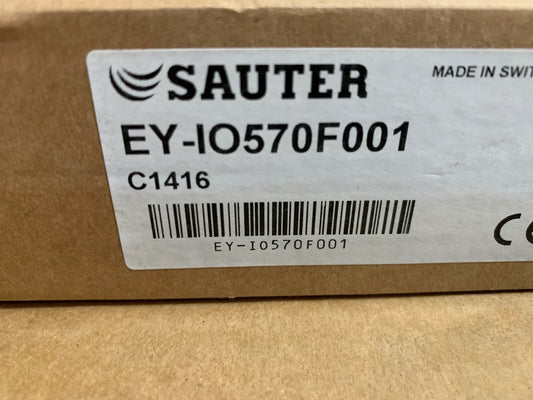 SAUTER
MADE IN SWIT
EY-IO570F001
C1416
EY-IO570F001
CE